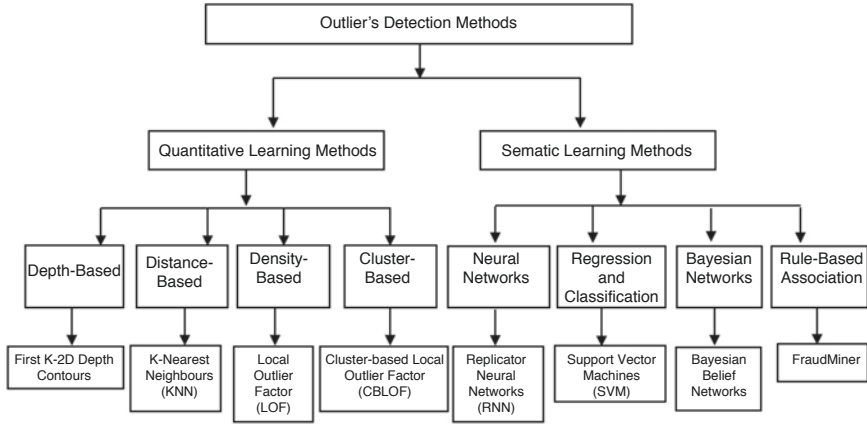 Outlier's Detection Methods
Quantitative Learning Methods
Sematic Learning Methods
Depth-Based
Distance-
Based
Density-
Based
Cluster-
Based
Neural
Networks
Regression
and
Classification
Bayesian
Networks
Rule-Based
Association
First K-2D Depth
Contours
K-Nearest
Neighbours
(KNN)
Local
Outlier
Factor
(LOF)
Cluster-based Local
Outlier Factor
(CBLOF)
Replicator
Neural
Networks
(RNN)
Support Vector
Machines
(SVM)
Bayesian
Belief
Networks
FraudMiner